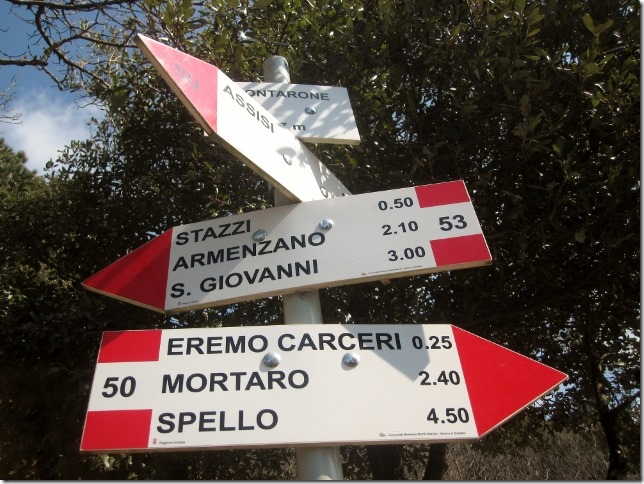 ONTARONE
ASSISI
STAZZI 0.50
ARMENZANO 2.10 53
S. GIOVANNI 3.00
EREMO CARCERI 0.25
50 MORTARO 2.40
SPELLO 4.50